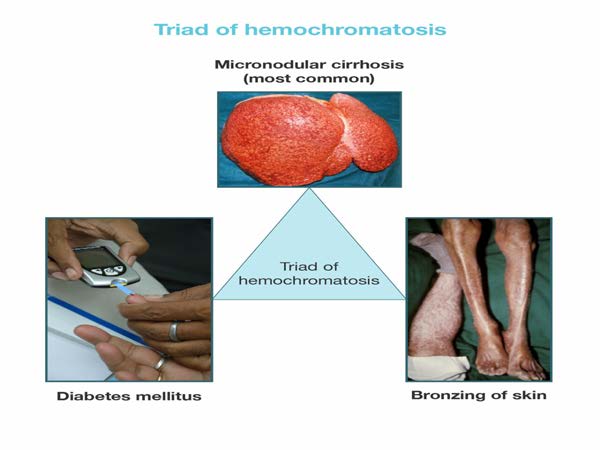 Triad of hemochromatosis
Micronodular cirrhosis
(most common)
Triad of
hemochromatosis
Diabetes mellitus
Bronzing of skin